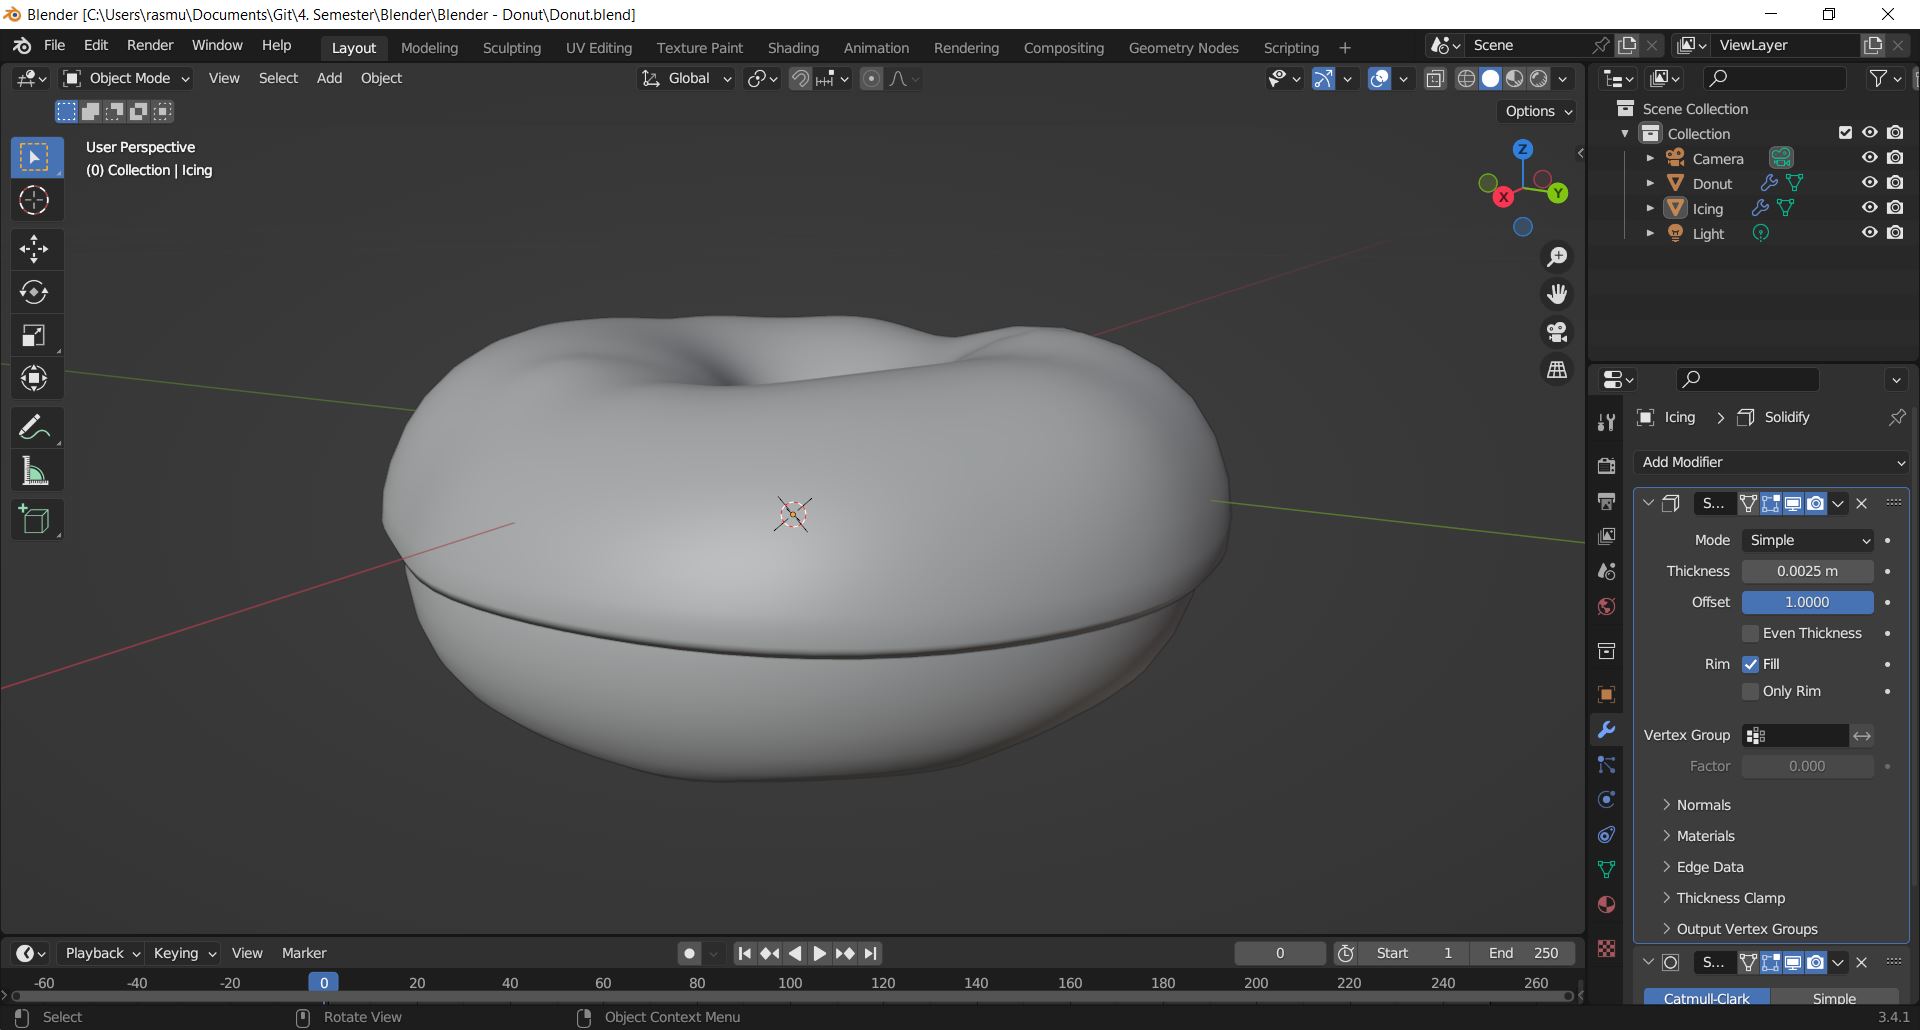 Blender [C:\Users\rasmu\Documents\Git\4. Semester\Blender\Blender - Donut\Donut.blend]
File Edit Render Window Help Layout Modeling Sculpting UV Editing Texture Paint Shading Animation Rendering Compositing Geometry Nodes Scripting + Scene ViewLayer
Object Mode View Select Add Object Global
Options
User Perspective
(0) Collection | Icing
Z
X
Y
Scene Collection
Collection
Camera
Donut
Icing
Light
Icing > Solidify
Add Modifier
S...
Mode Simple
Thickness 0.0025 m
Offset 1.0000
Even Thickness
Rim Fill
Only Rim
Vertex Group
Factor 0.000
Normals
Materials
Edge Data
Thickness Clamp
Output Vertex Groups
S...
Catmull-Clark Simple
Playback Keying View Marker 0 Start 1 End 250
-60 -40 -20 0 20 40 60 80 100 120 140 160 180 200 220 240 260
Select Rotate View Object Context Menu 3.4.1